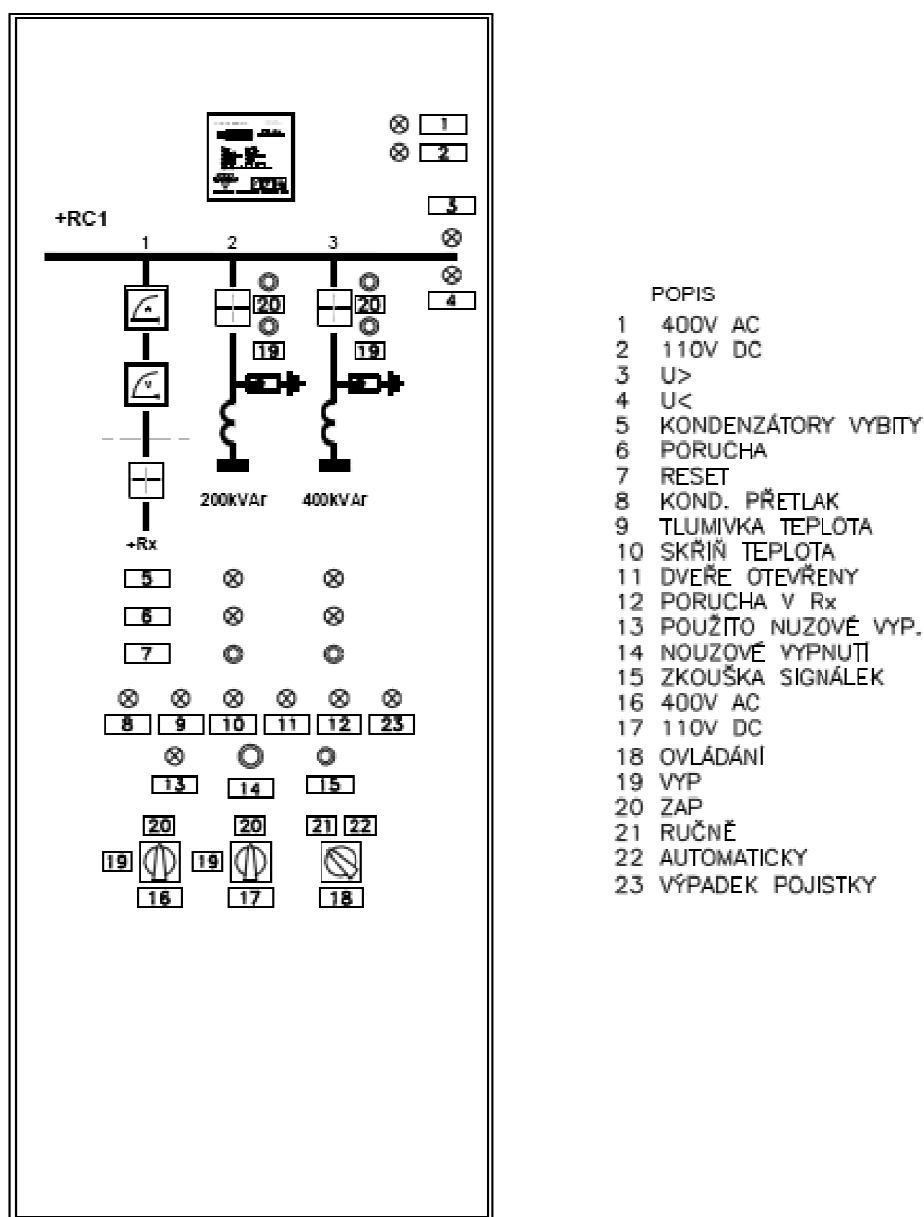 1
2
3
+RC1
1 2 3
4
20 20
19 19
A
V
200kVAr 400kVAr
+Rx
5
6
7
8 9 10 11 12 23
13 14 15
20 20 21 22
19 19
16 17 18
POPIS
1 400V AC
2 110V DC
3 U>
4 U<
5 KONDENZÁTORY VYBITY
6 PORUCHA
7 RESET
8 KOND. PŘETLAK
9 TLUMIVKA TEPLOTA
10 SKŘIŇ TEPLOTA
11 DVEŘE OTEVŘENY
12 PORUCHA V Rx
13 POUŽITO NUZOVÉ VYP.
14 NOUZOVÉ VYPNUTÍ
15 ZKOUŠKA SIGNÁLEK
16 400V AC
17 110V DC
18 OVLÁDÁNÍ
19 VYP
20 ZAP
21 RUČNĚ
22 AUTOMATICKY
23 VÝPADEK POJISTKY